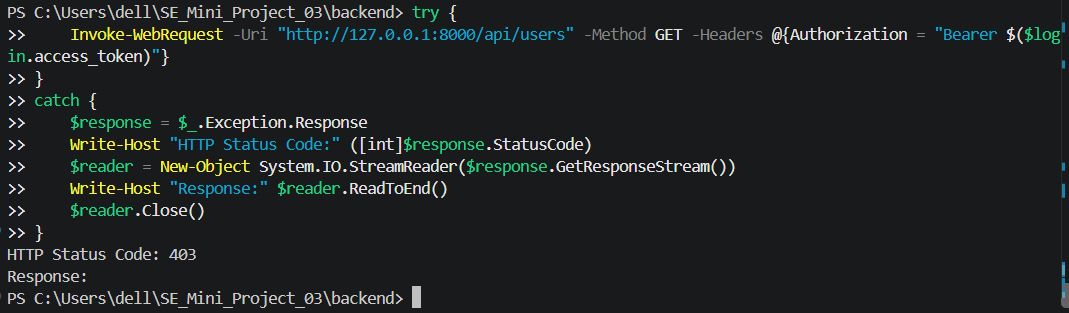 PS C:\Users\dell\SE_Mini_Project_03\backend> try {
>>     Invoke-WebRequest -Uri "http://127.0.0.1:8000/api/users" -Method GET -Headers @{Authorization = "Bearer $($log
in.access_token)"}
>> }
>> catch {
>>     $response = $_.Exception.Response
>>     Write-Host "HTTP Status Code:" ([int]$response.StatusCode)
>>     $reader = New-Object System.IO.StreamReader($response.GetResponseStream())
>>     Write-Host "Response:" $reader.ReadToEnd()
>>     $reader.Close()
>> }
HTTP Status Code: 403
Response:
PS C:\Users\dell\SE_Mini_Project_03\backend>